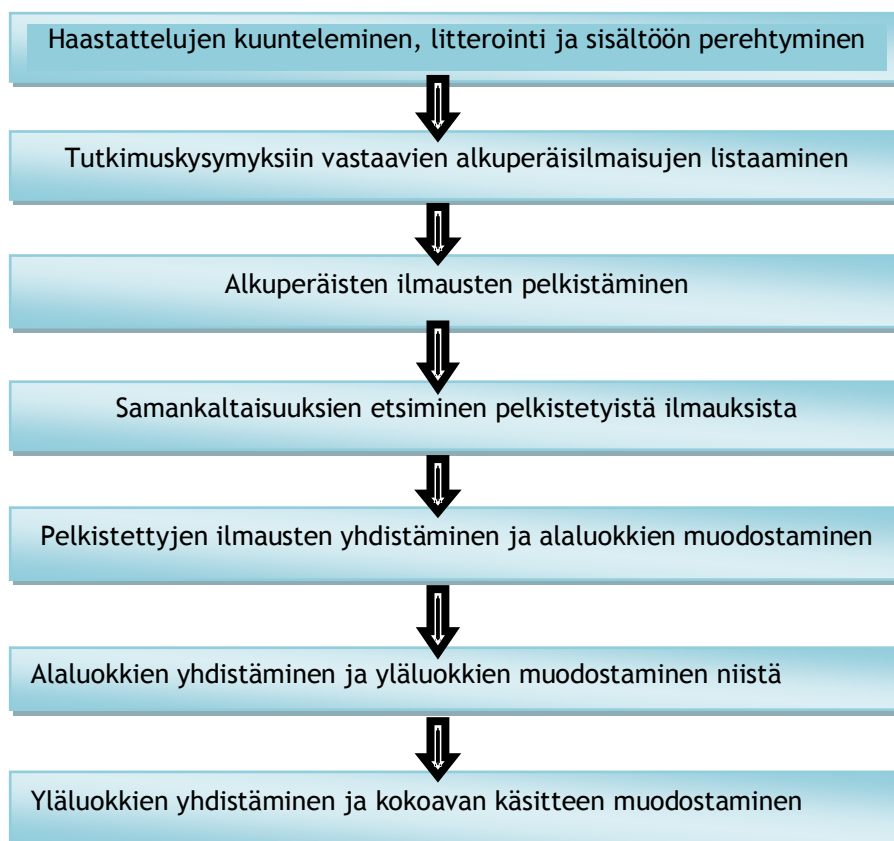 Haastattelujen kuunteleminen, litterointi ja sisältöön perehtyminen
Tutkimuskysymyksiin vastaavien alkuperäisilmaisujen listaaminen
Alkuperäisten ilmausten pelkistäminen
Samankaltaisuuksien etsiminen pelkistetyistä ilmauksista
Pelkistettyjen ilmausten yhdistäminen ja alaluokkien muodostaminen
Alaluokkien yhdistäminen ja yläluokkien muodostaminen niistä
Yläluokkien yhdistäminen ja kokoavan käsitteen muodostaminen